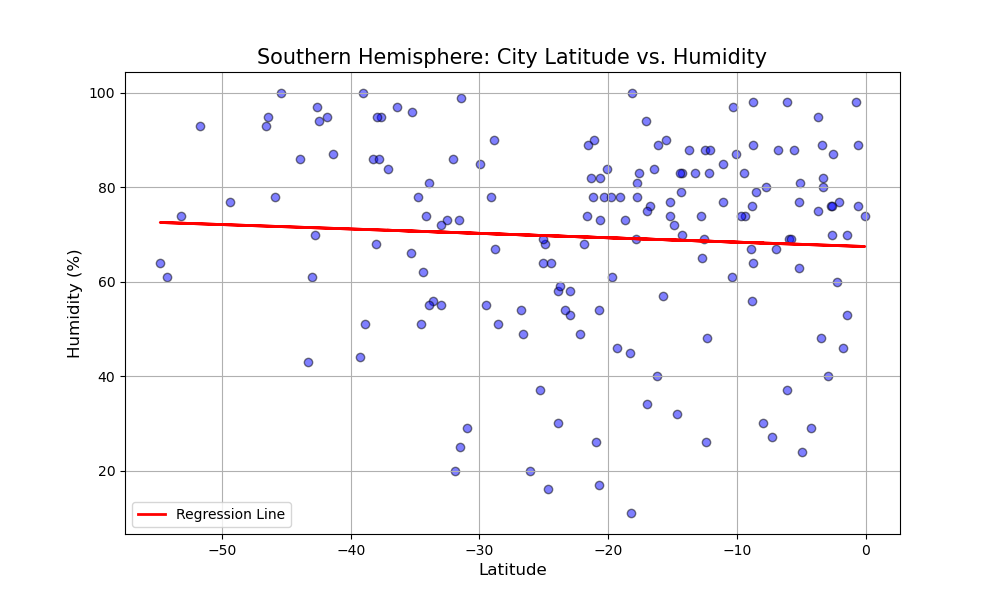 Southern Hemisphere: City Latitude vs. Humidity
Humidity (%)
100
80
60
40
20
Regression Line
−50
−40
−30
−20
−10
0
Latitude